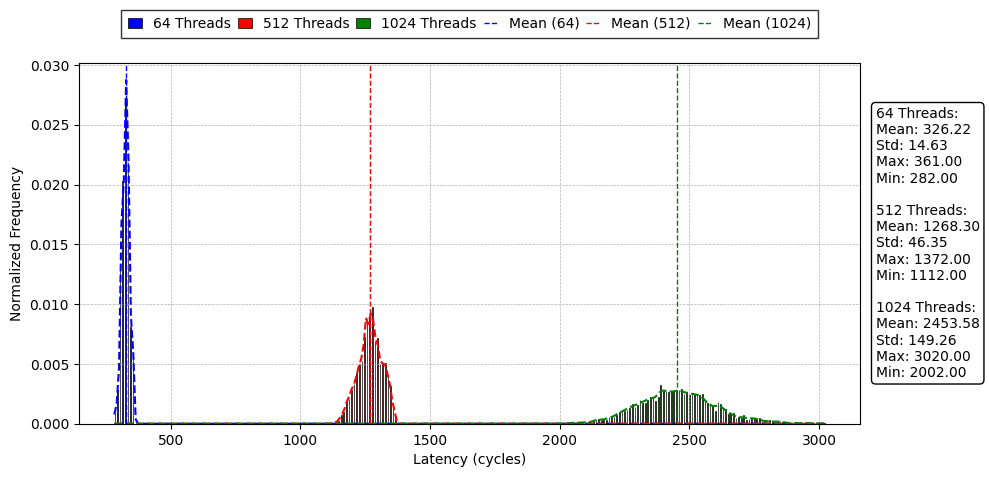 64 Threads 512 Threads 1024 Threads Mean (64) Mean (512) Mean (1024)
0.030
0.025
0.020
0.015
0.010
0.005
0.000
Normalized Frequency
500 1000 1500 2000 2500 3000
Latency (cycles)
64 Threads:
Mean: 326.22
Std: 14.63
Max: 361.00
Min: 282.00
512 Threads:
Mean: 1268.30
Std: 46.35
Max: 1372.00
Min: 1112.00
1024 Threads:
Mean: 2453.58
Std: 149.26
Max: 3020.00
Min: 2002.00